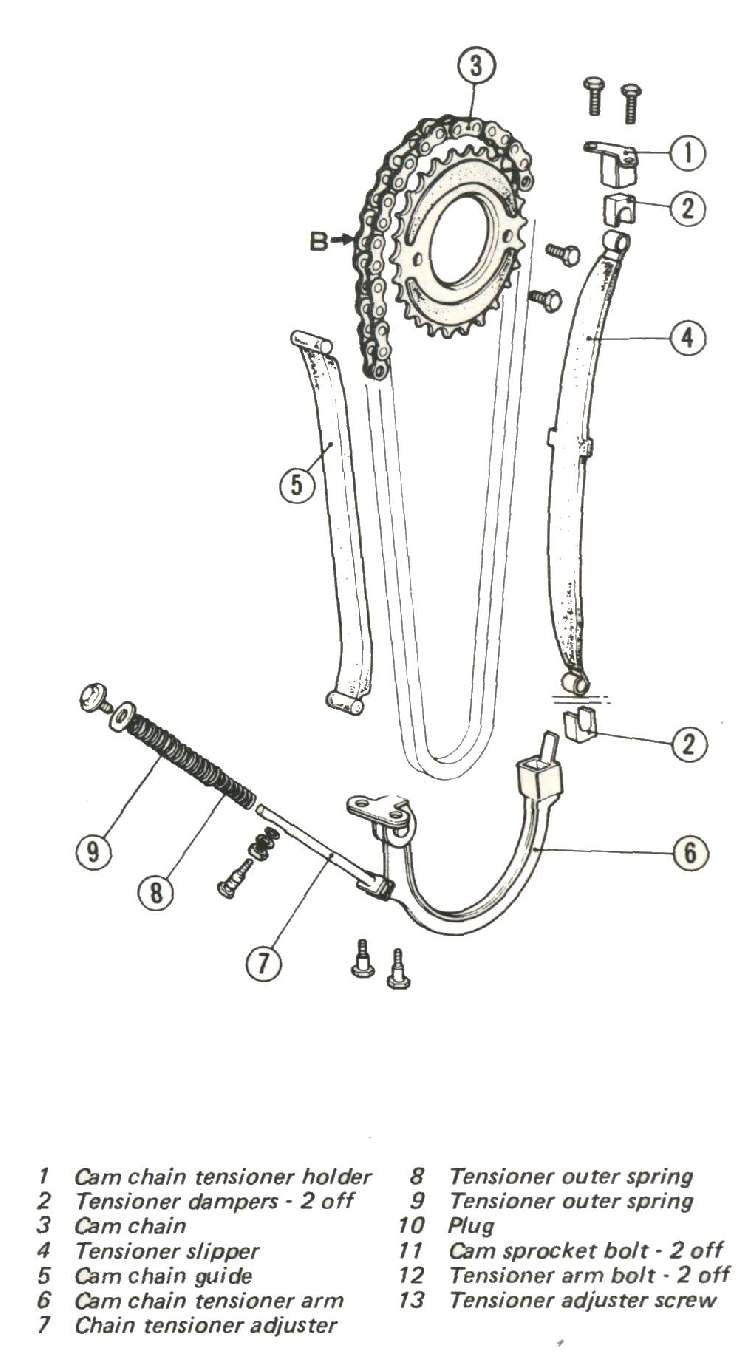 3
1
2
B
4
5
2
6
9
8
7
1 Cam chain tensioner holder
2 Tensioner dampers - 2 off
3 Cam chain
4 Tensioner slipper
5 Cam chain guide
6 Cam chain tensioner arm
7 Chain tensioner adjuster
8 Tensioner outer spring
9 Tensioner outer spring
10 Plug
11 Cam sprocket bolt - 2 off
12 Tensioner arm bolt - 2 off
13 Tensioner adjuster screw